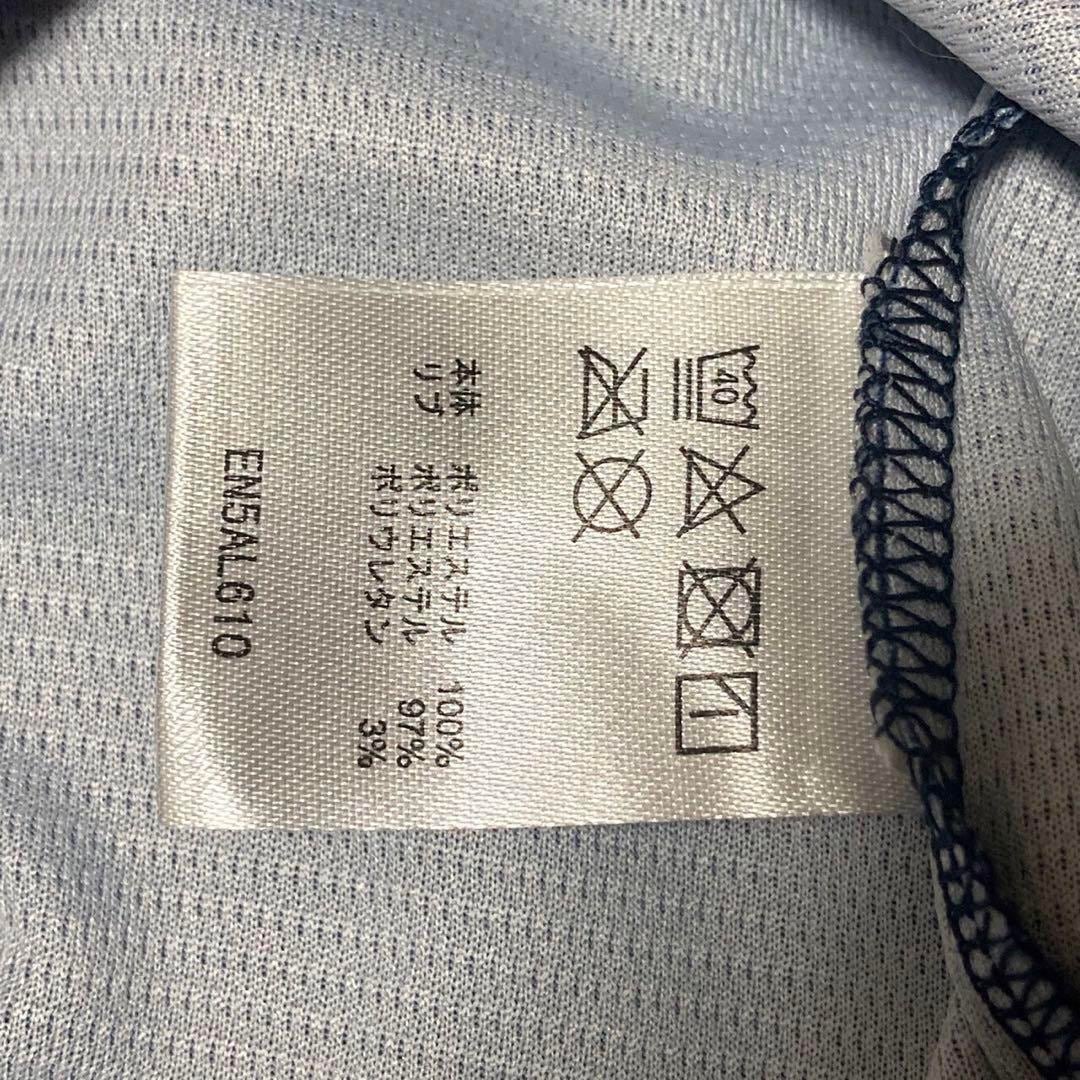 40
本体 ポリエステル 100%
リブ ポリエステル 97%
ポリウレタン 3%
EN5AL610